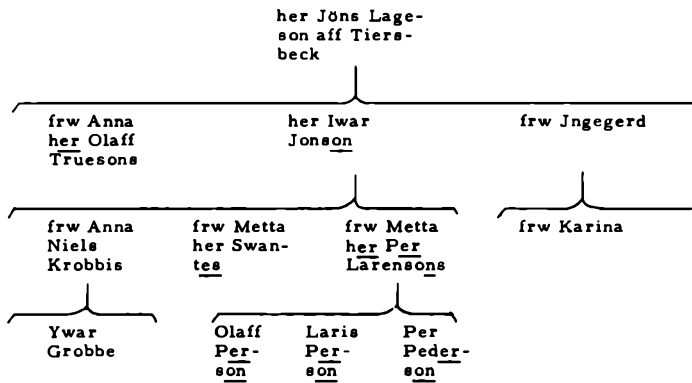 her Jöns Lage-
son aff Tiers-
beck
frw Anna
her Olaff
Truesons
her Iwar
Jonson
frw Jngegerd
frw Anna
Niels
Krobbis
frw Metta
her Swan-
tes
frw Metta
her Per
Larensons
frw Karina
Ywar
Grobbe
Olaff
Per-
son
Laris
Per-
son
Per
Peder-
son